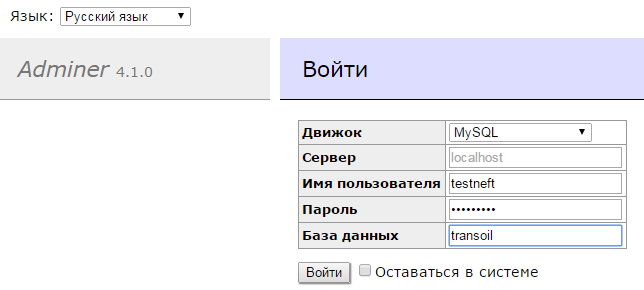 Язык: Русский язык
Adminer 4.1.0
Войти
Движок MySQL
Сервер localhost
Имя пользователя testneft
Пароль •••••••••
База данных transoil
Войти Оставаться в системе